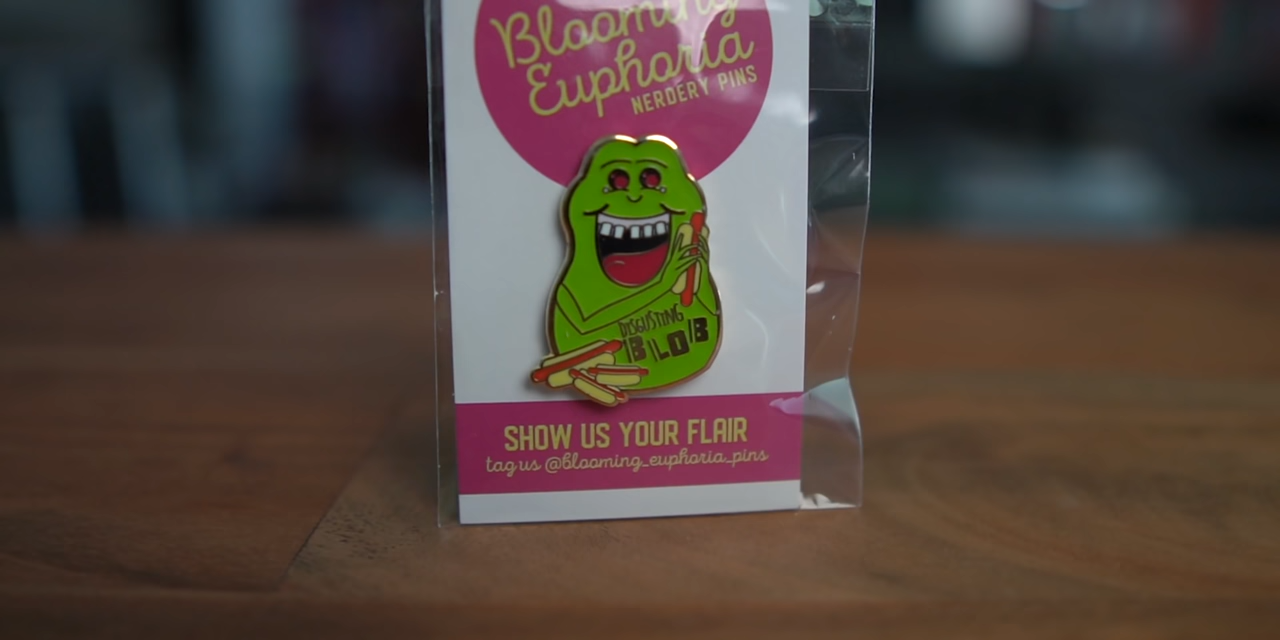 Blooming
Euphoria
NERDERY PINS
DISGUSTING
BLOB
SHOW US YOUR FLAIR
tag us @blooming_euphoria_pins